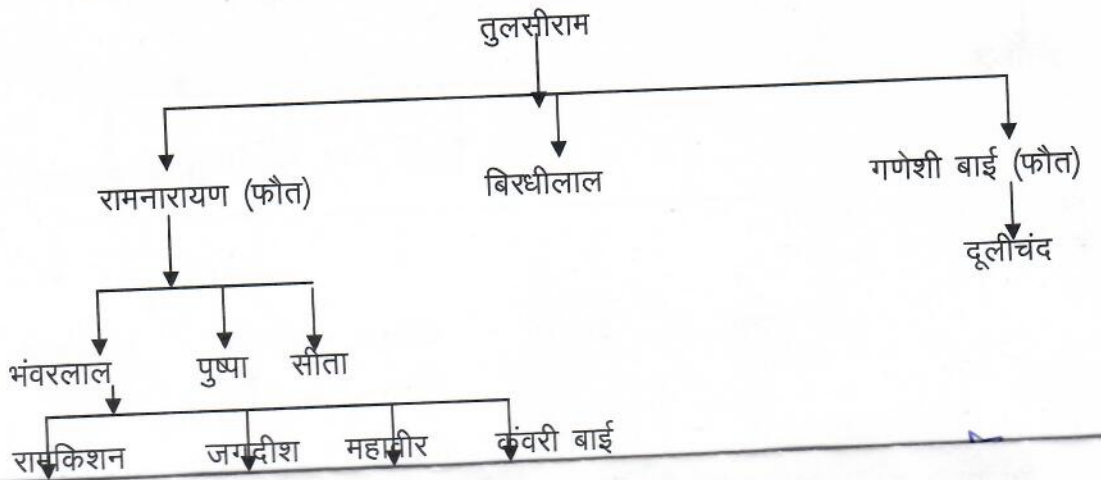 तुलसीराम
रामनारायण (फौत) बिरधीलाल गणेशी बाई (फौत)
दूलीचंद
भंवरलाल पुष्पा सीता
रामकिशन जगदीश महावीर कंवरी बाई